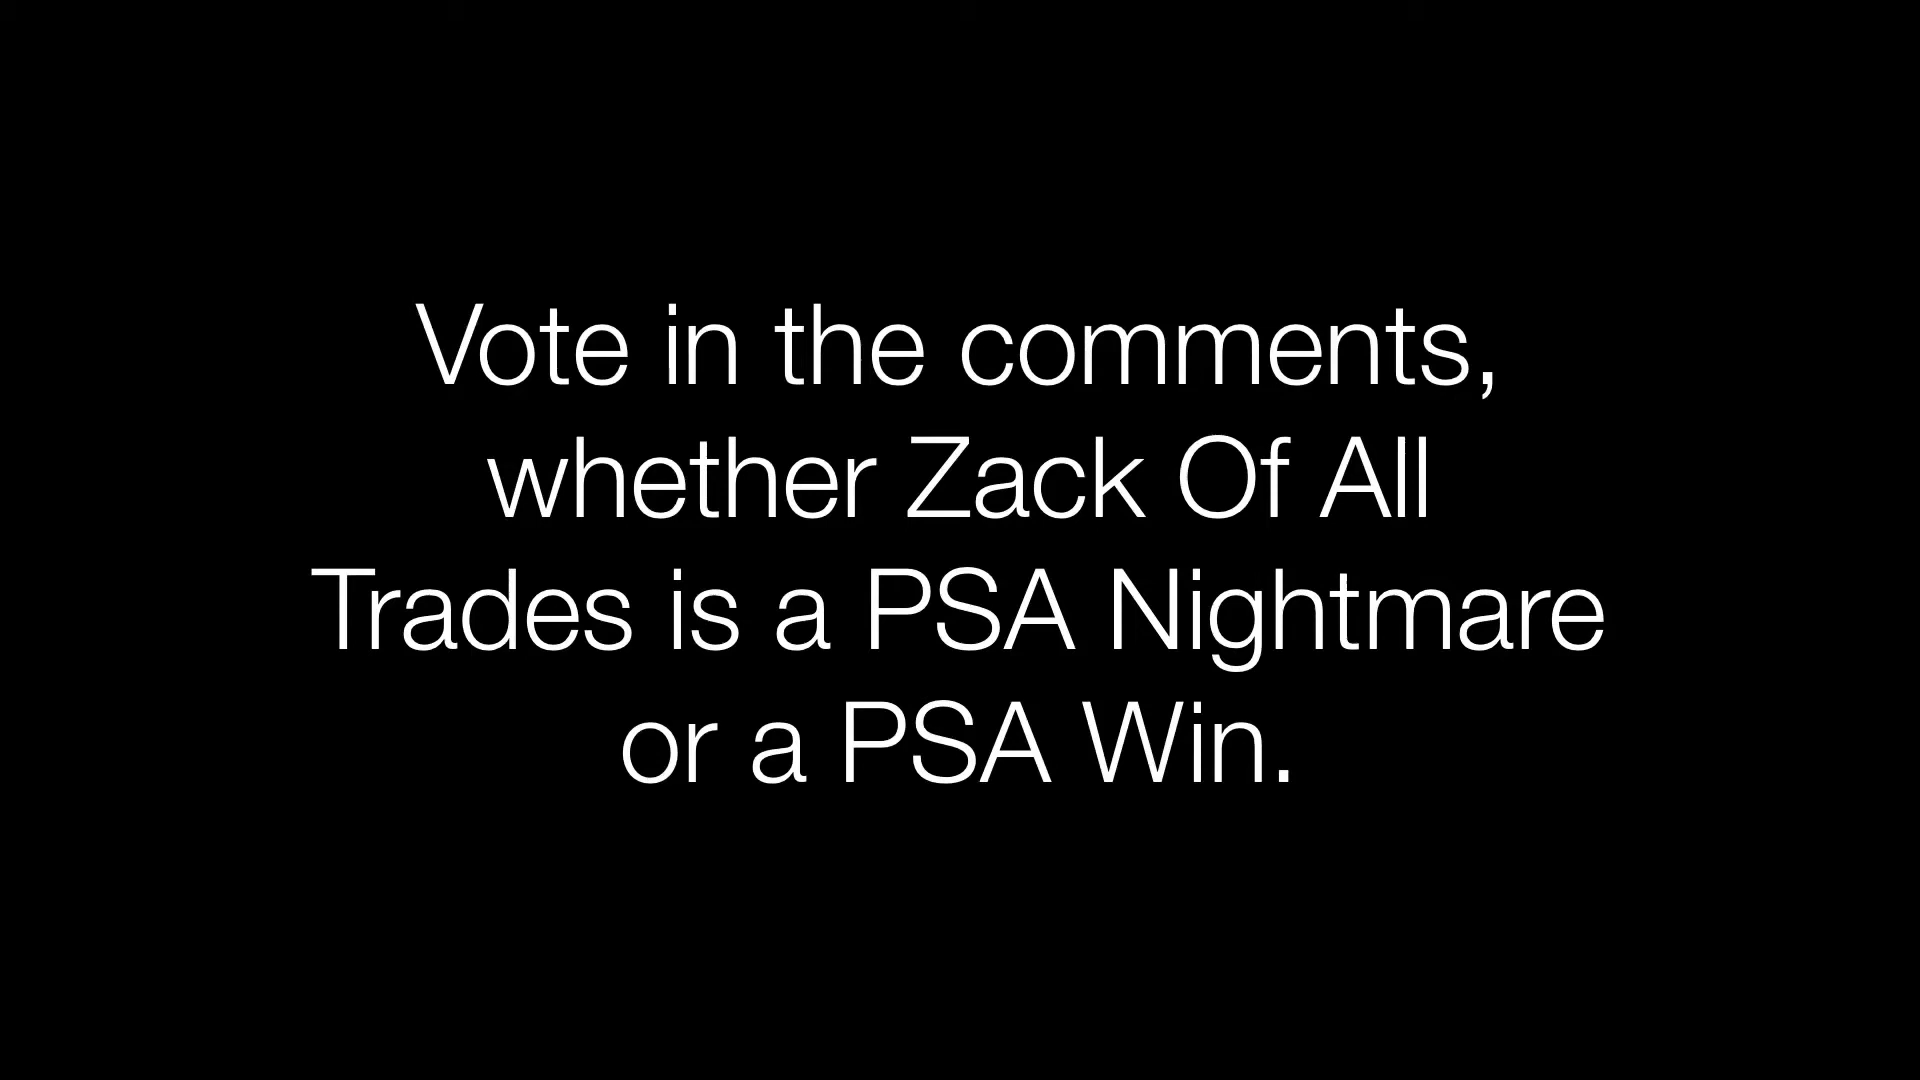 Vote in the comments,
whether Zack Of All
Trades is a PSA Nightmare
or a PSA Win.